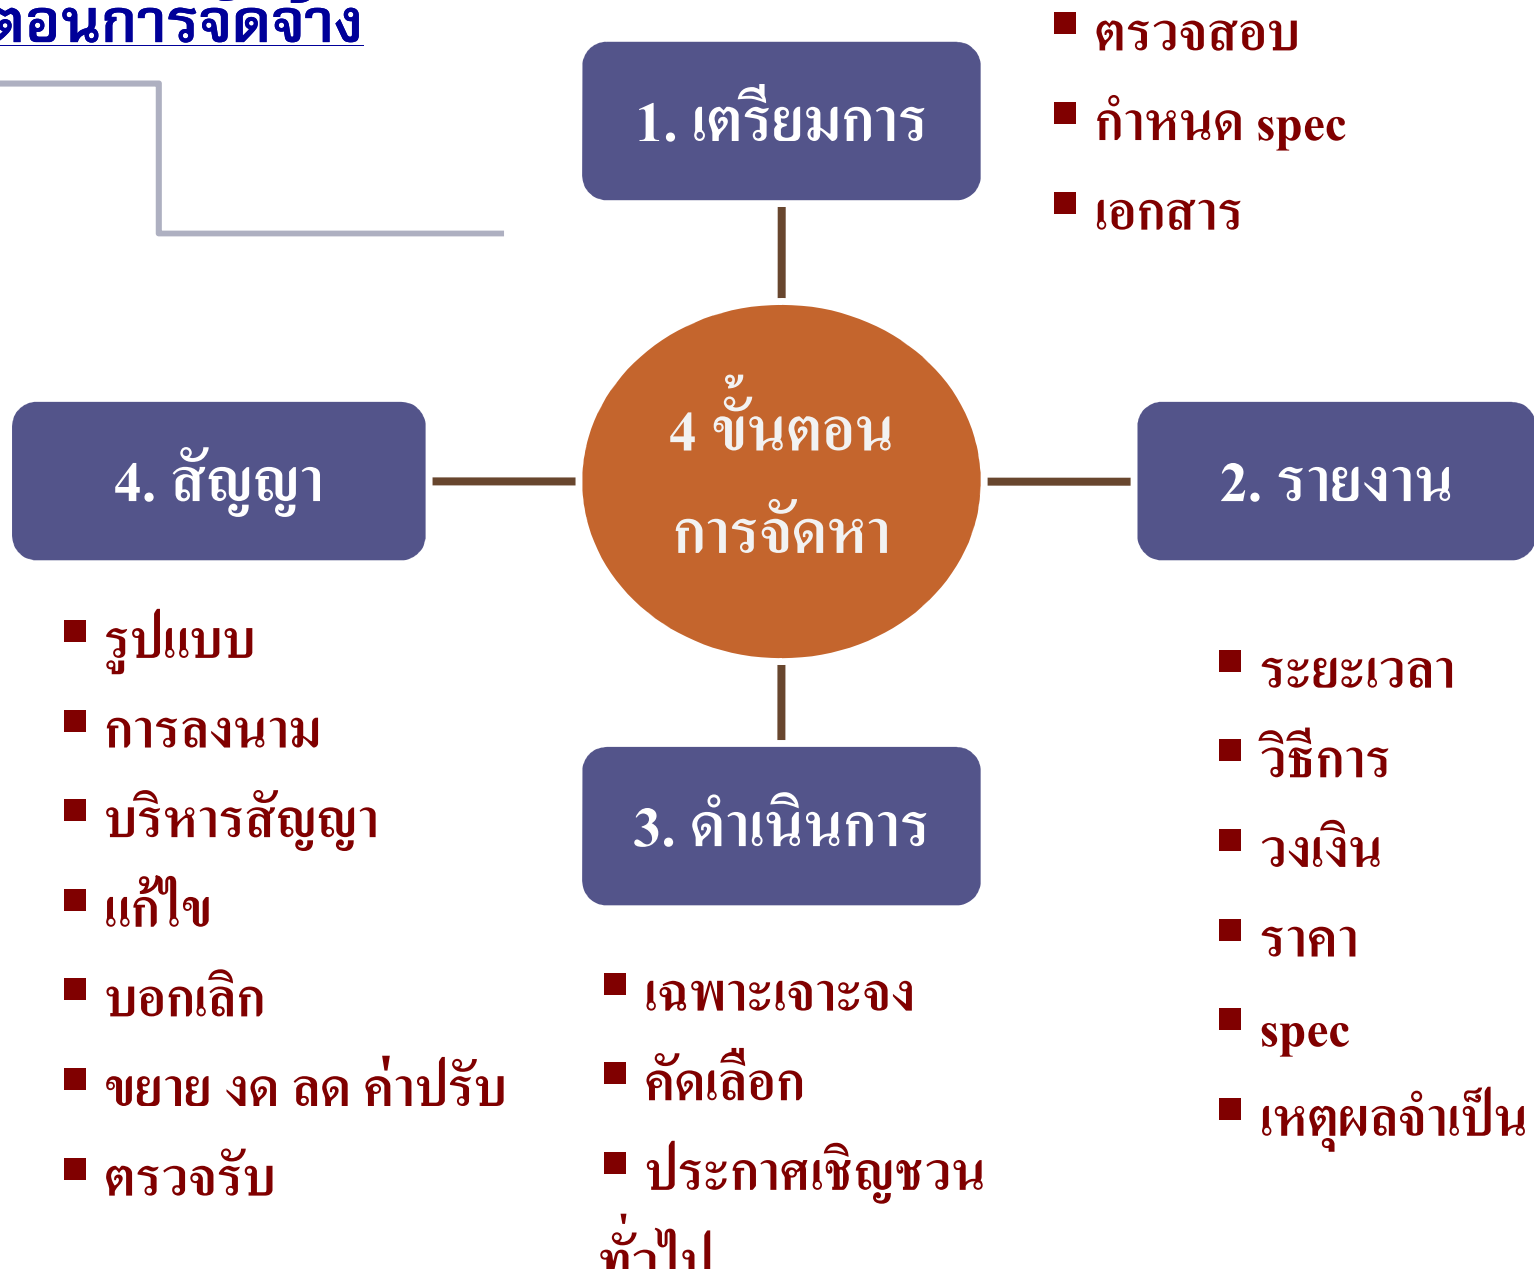 ตอนการจัดจ้าง
1. เตรียมการ
▪ ตรวจสอบ
▪ กำหนด spec
▪ เอกสาร
4 ขั้นตอน
การจัดหา
2. รายงาน
▪ ระยะเวลา
▪ วิธีการ
▪ วงเงิน
▪ ราคา
▪ spec
▪ เหตุผลจำเป็น
3. ดำเนินการ
▪ เฉพาะเจาะจง
▪ คัดเลือก
▪ ประกาศเชิญชวน
ทั่วไป
4. สัญญา
▪ รูปแบบ
▪ การลงนาม
▪ บริหารสัญญา
▪ แก้ไข
▪ บอกเลิก
▪ ขยาย งด ลด ค่าปรับ
▪ ตรวจรับ